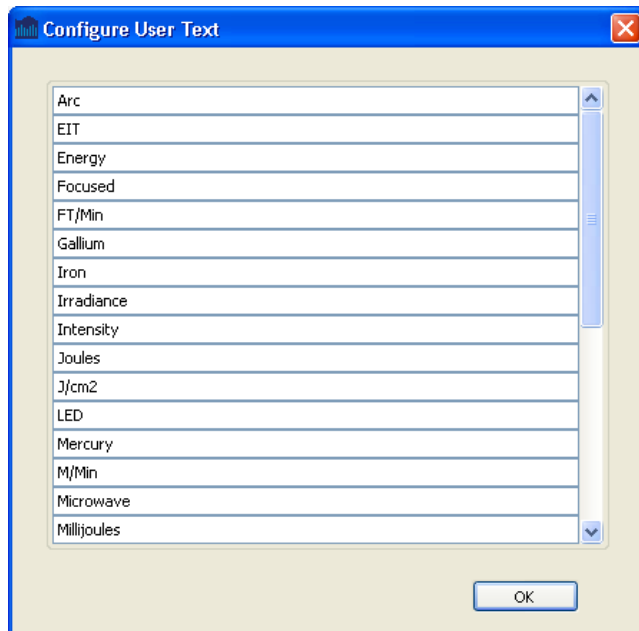 Configure User Text
Arc
EIT
Energy
Focused
FT/Min
Gallium
Iron
Irradiance
Intensity
Joules
J/cm2
LED
Mercury
M/Min
Microwave
Millijoules
OK